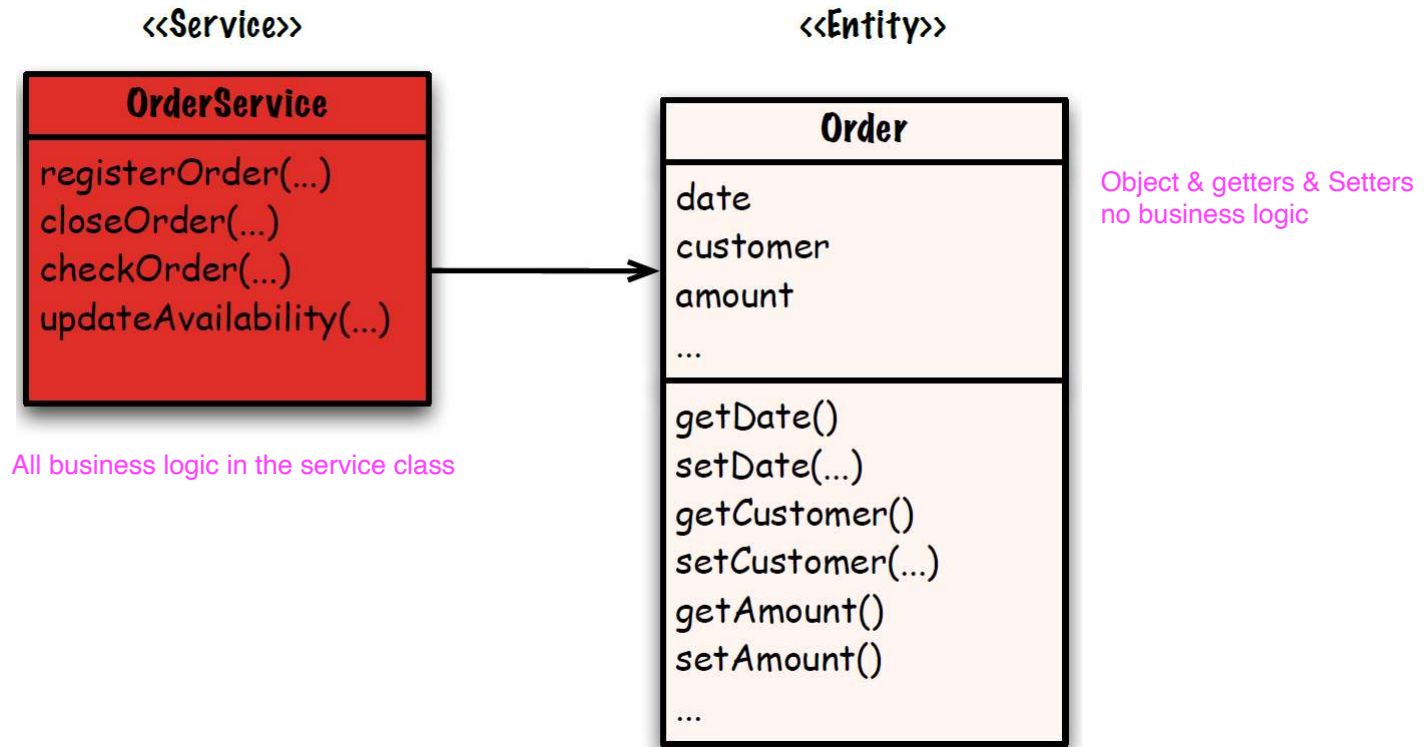 <<Service>>
OrderService
registerOrder(...)
closeOrder(...)
checkOrder(...)
updateAvailability(...)
All business logic in the service class
<<Entity>>
Order
date
customer
amount
...
getDate()
setDate(...)
getCustomer()
setCustomer(...)
getAmount()
setAmount()
...
Object & getters & Setters
no business logic